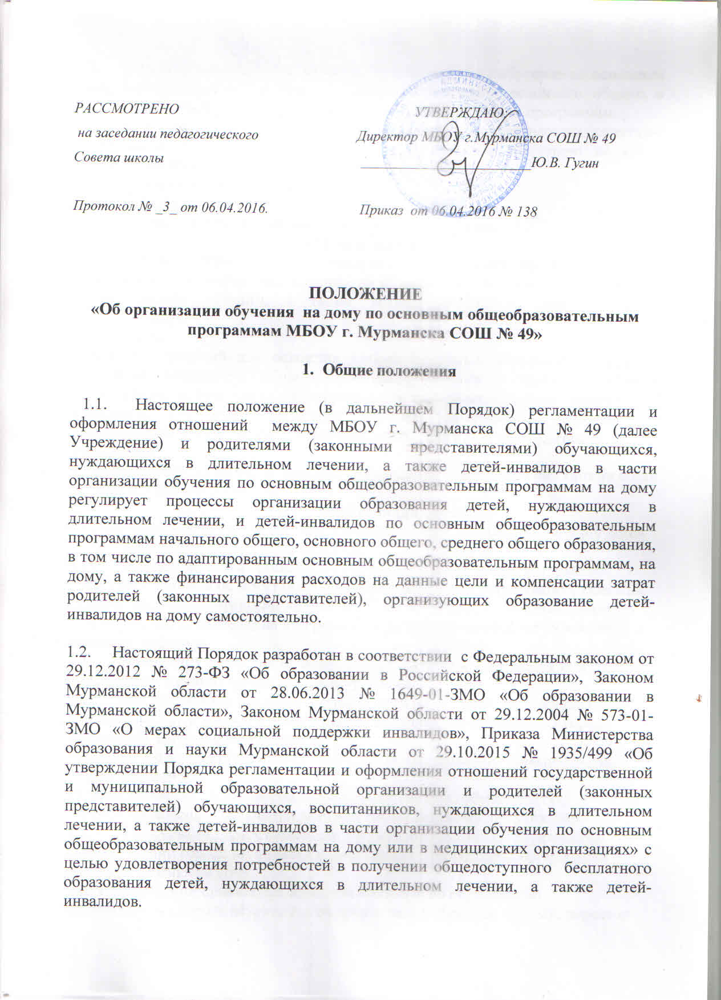 РАССМОТРЕНО
на заседании педагогического
Совета школы
Протокол № _3_ от 06.04.2016.
УТВЕРЖДАЮ:
Директор МБОУ г.Мурманска СОШ № 49
______________________Ю.В. Гугин
Приказ от 06.04.2016 № 138
ПОЛОЖЕНИЕ
«Об организации обучения на дому по основным общеобразовательным
программам МБОУ г. Мурманска СОШ № 49»
1. Общие положения
1.1. Настоящее положение (в дальнейшем Порядок) регламентации и
оформления отношений между МБОУ г. Мурманска СОШ № 49 (далее
Учреждение) и родителями (законными представителями) обучающихся,
нуждающихся в длительном лечении, а также детей-инвалидов в части
организации обучения по основным общеобразовательным программам на дому
регулирует процессы организации образования детей, нуждающихся в
длительном лечении, и детей-инвалидов по основным общеобразовательным
программам начального общего, основного общего, среднего общего образования,
в том числе по адаптированным основным общеобразовательным программам, на
дому, а также финансирования расходов на данные цели и компенсации затрат
родителей (законных представителей), организующих образование детей-
инвалидов на дому самостоятельно.
1.2. Настоящий Порядок разработан в соответствии с Федеральным законом от
29.12.2012 № 273-ФЗ «Об образовании в Российской Федерации», Законом
Мурманской области от 28.06.2013 № 1649-01-ЗМО «Об образовании в
Мурманской области», Законом Мурманской области от 29.12.2004 № 573-01-
ЗМО «О мерах социальной поддержки инвалидов», Приказа Министерства
образования и науки Мурманской области от 29.10.2015 № 1935/499 «Об
утверждении Порядка регламентации и оформления отношений государственной
и муниципальной образовательной организации и родителей (законных
представителей) обучающихся, воспитанников, нуждающихся в длительном
лечении, а также детей-инвалидов в части организации обучения по основным
общеобразовательным программам на дому или в медицинских организациях» с
целью удовлетворения потребностей в получении общедоступного бесплатного
образования детей, нуждающихся в длительном лечении, а также детей-
инвалидов.